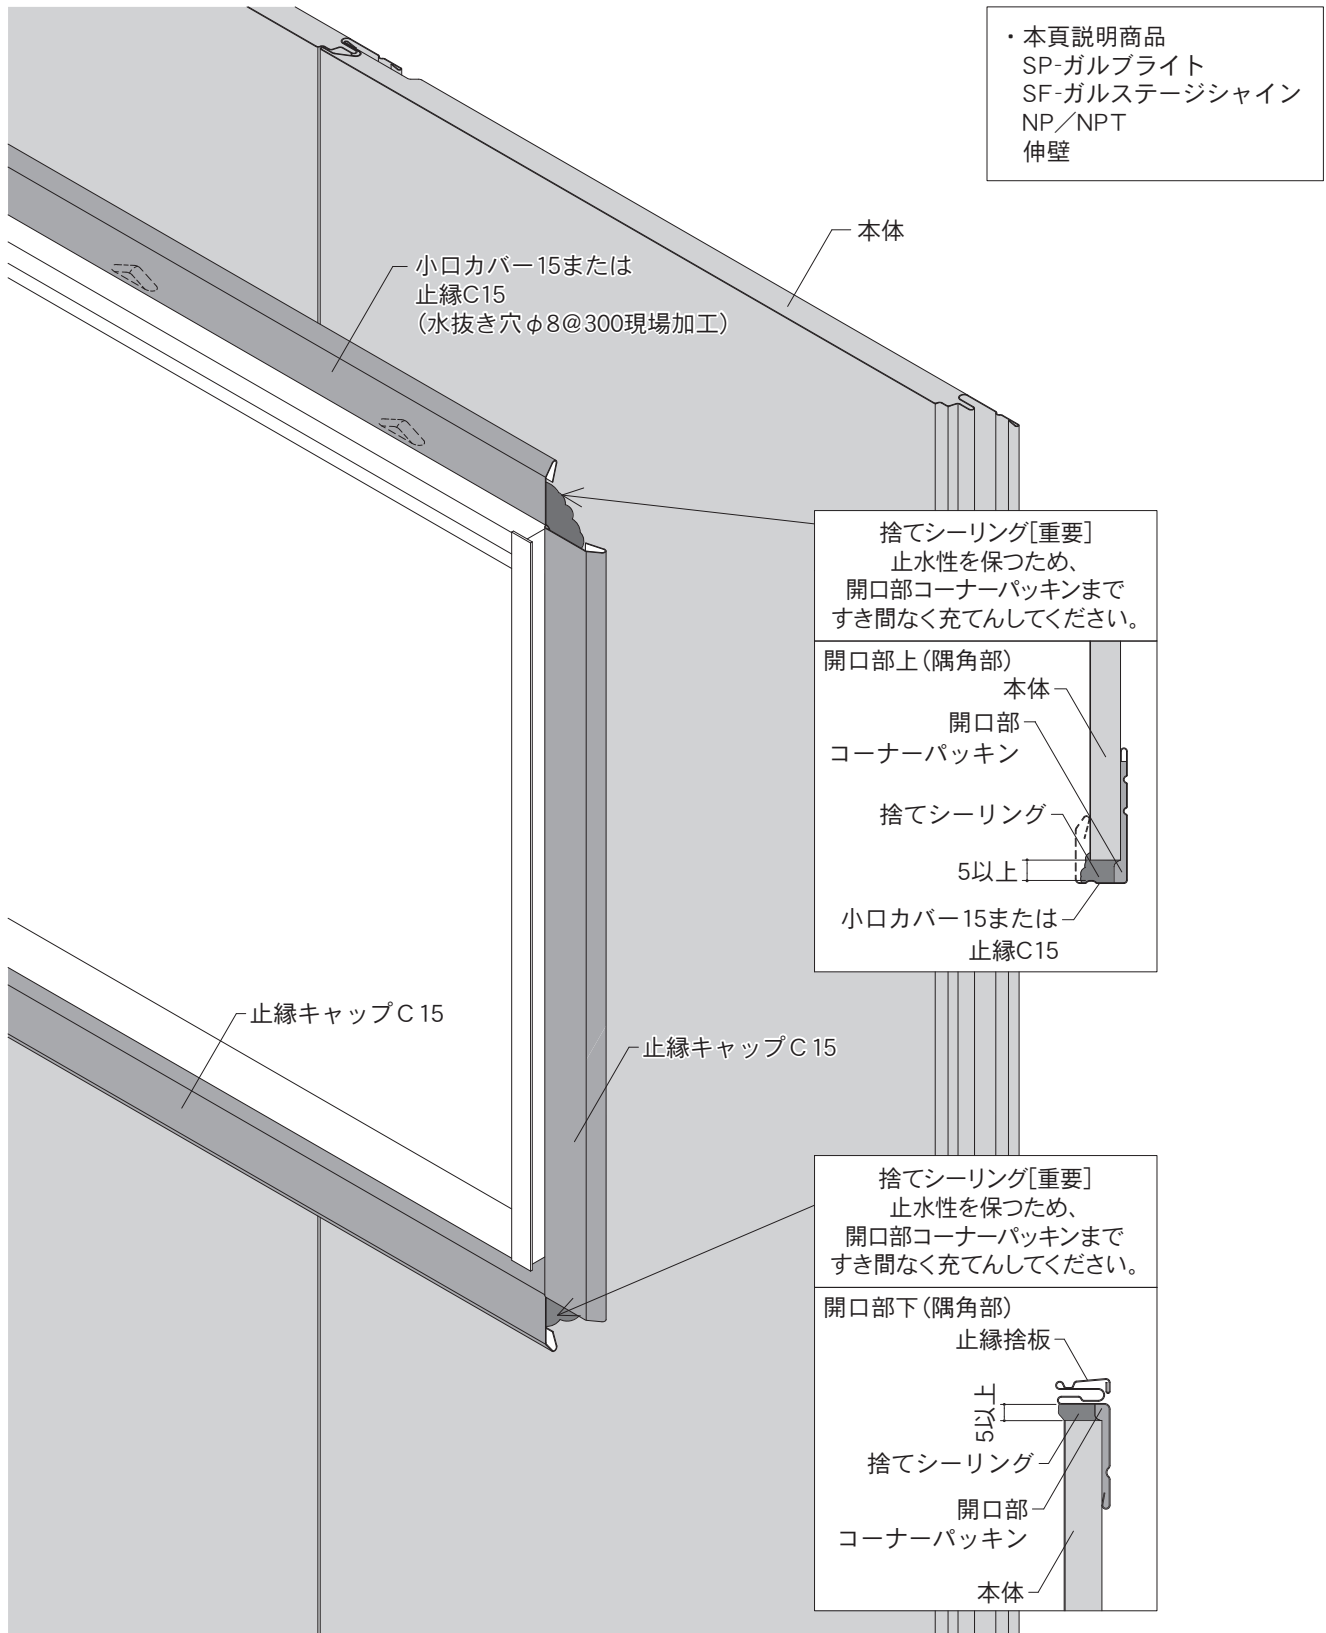 ・本頁説明商品
SP-ガルブライト
SF-ガルステージシャイン
NP／NPT
伸壁
本体
小口カバー15または
止縁C15
（水抜き穴φ8@300現場加工）
捨てシーリング[重要]
止水性を保つため、
開口部コーナーパッキンまで
すき間なく充てんしてください。
開口部上（隅角部）
本体
開口部
コーナーパッキン
捨てシーリング
5以上
小口カバー15または
止縁C15
止縁キャップC15
止縁キャップC15
捨てシーリング[重要]
止水性を保つため、
開口部コーナーパッキンまで
すき間なく充てんしてください。
開口部下（隅角部）
止縁捨板
5以上
捨てシーリング
開口部
コーナーパッキン
本体